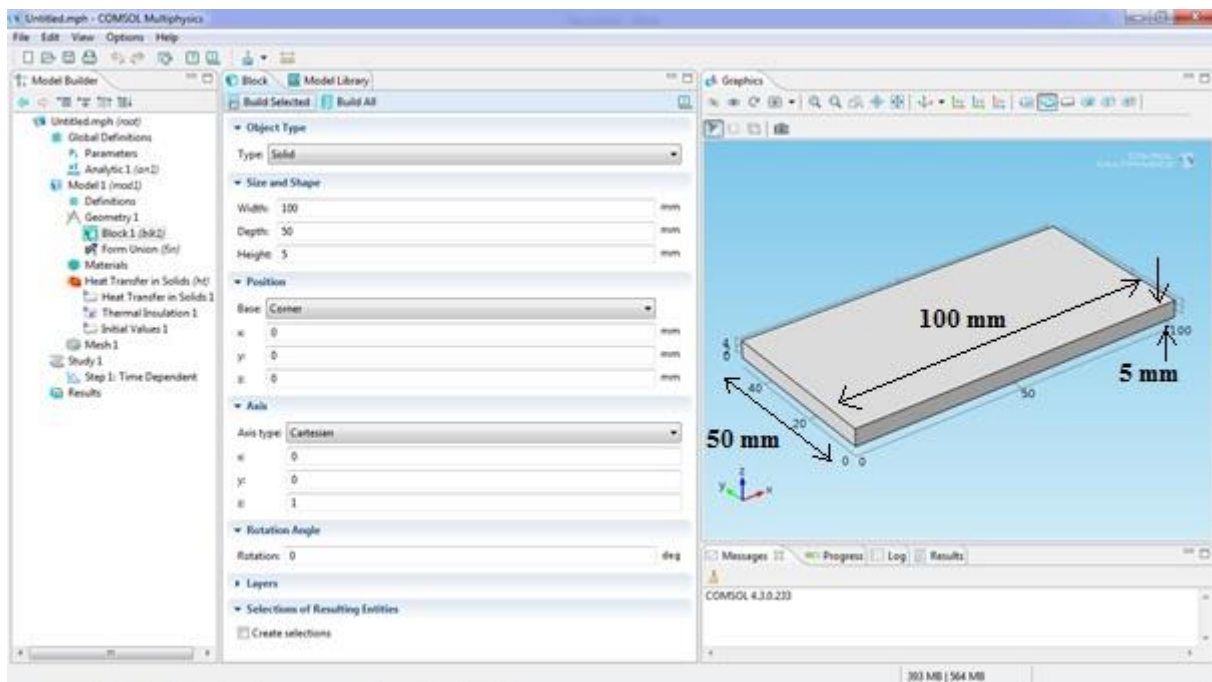 Untitled.mph - COMSOL Multiphysics
File Edit View Options Help
Model Builder
Untitled.mph (root)
Global Definitions
Parameters
Analytic 1 (an1)
Model 1 (mod1)
Definitions
Geometry 1
Block 1 (blk1)
Form Union (fin)
Materials
Heat Transfer in Solids (ht)
Heat Transfer in Solids 1
Thermal Insulation 1
Initial Values 1
Mesh 1
Study 1
Step 1: Time Dependent
Results
Block Model Library
Build Selected Build All
Object Type
Type: Solid
Size and Shape
Width: 100 mm
Depth: 50 mm
Height: 5 mm
Position
Base: Corner
x: 0 mm
y: 0 mm
z: 0 mm
Axis
Axis type: Cartesian
x: 0
y: 0
z: 1
Rotation Angle
Rotation: 0 deg
Layers
Selections of Resulting Entities
Create selections
Graphics
100 mm
5 mm
50 mm
100
50
40
20
0 0
z
y x
Messages Progress Log Results
COMSOL 4.3.0.233
393 MB | 564 MB